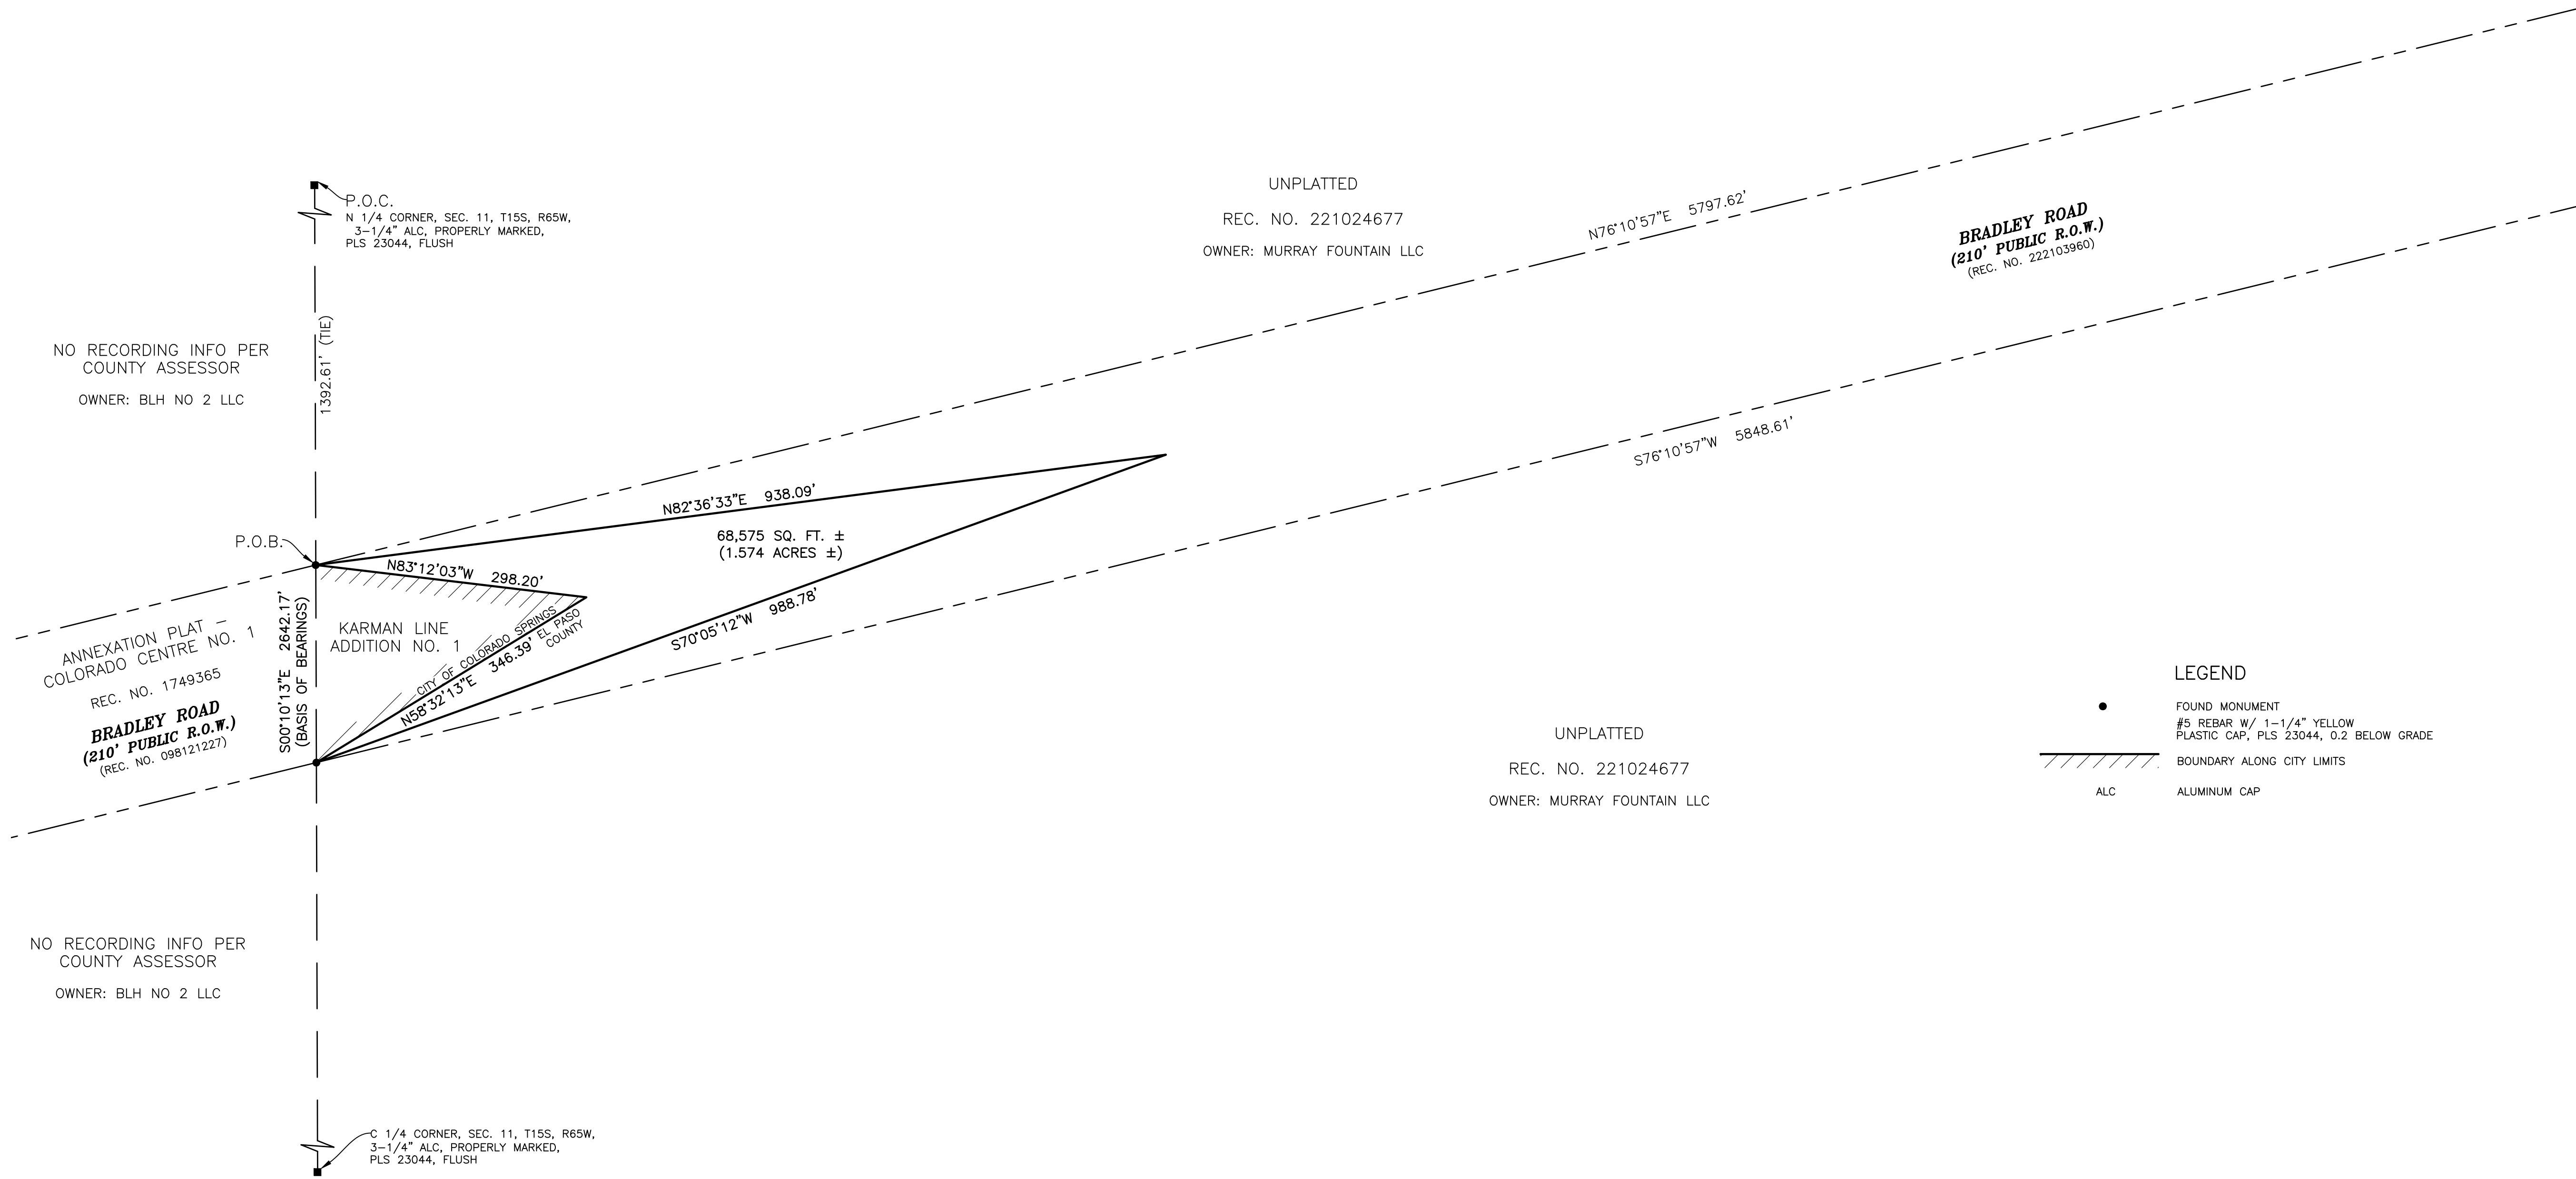 P.O.C.
N 1/4 CORNER, SEC. 11, T15S, R65W,
3-1/4" ALC, PROPERLY MARKED,
PLS 23044, FLUSH
UNPLATTED
REC. NO. 221024677
OWNER: MURRAY FOUNTAIN LLC
N76°10'57"E 5797.62'
BRADLEY ROAD
(210' PUBLIC R.O.W.)
(REC. NO. 222103960)
S76°10'57"W 5848.61'
NO RECORDING INFO PER
COUNTY ASSESSOR
OWNER: BLH NO 2 LLC
1392.61' (TIE)
P.O.B.
N82°36'33"E 938.09'
68,575 SQ. FT. ±
(1.574 ACRES ±)
N83°12'03"W 298.20'
S70°05'12"W 988.78'
KARMAN LINE
ADDITION NO. 1
CITY OF COLORADO SPRINGS
EL PASO
COUNTY
N58°32'13"E 346.39'
S00°10'13"E 2642.17'
(BASIS OF BEARINGS)
ANNEXATION PLAT –
COLORADO CENTRE NO. 1
REC. NO. 1749365
BRADLEY ROAD
(210' PUBLIC R.O.W.)
(REC. NO. 098121227)
UNPLATTED
REC. NO. 221024677
OWNER: MURRAY FOUNTAIN LLC
LEGEND
FOUND MONUMENT
#5 REBAR W/ 1-1/4" YELLOW
PLASTIC CAP, PLS 23044, 0.2 BELOW GRADE
BOUNDARY ALONG CITY LIMITS
ALC ALUMINUM CAP
NO RECORDING INFO PER
COUNTY ASSESSOR
OWNER: BLH NO 2 LLC
C 1/4 CORNER, SEC. 11, T15S, R65W,
3-1/4" ALC, PROPERLY MARKED,
PLS 23044, FLUSH